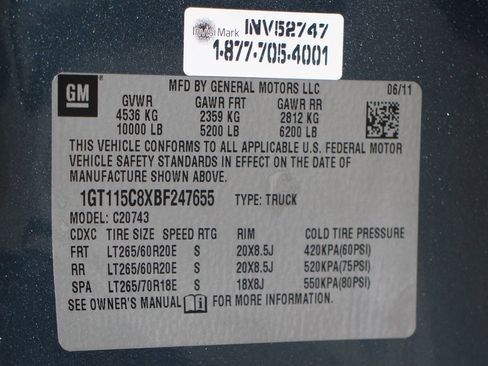 InVisiMark
INV52747
1-877-705-4001
GM
MFD BY GENERAL MOTORS LLC
06/11
GVWR GAWR FRT GAWR RR
4536 KG 2359 KG 2812 KG
10000 LB 5200 LB 6200 LB
THIS VEHICLE CONFORMS TO ALL APPLICABLE U.S. FEDERAL MOTOR
VEHICLE SAFETY STANDARDS IN EFFECT ON THE DATE OF
MANUFACTURE SHOWN ABOVE.
1GT115C8XBF247655 TYPE: TRUCK
MODEL: C20743
CDXC TIRE SIZE SPEED RTG RIM COLD TIRE PRESSURE
FRT LT265/60R20E S 20X8.5J 420KPA(60PSI)
RR LT265/60R20E S 20X8.5J 520KPA(75PSI)
SPA LT265/70R18E S 18X8J 550KPA(80PSI)
SEE OWNER'S MANUAL FOR MORE INFORMATION.